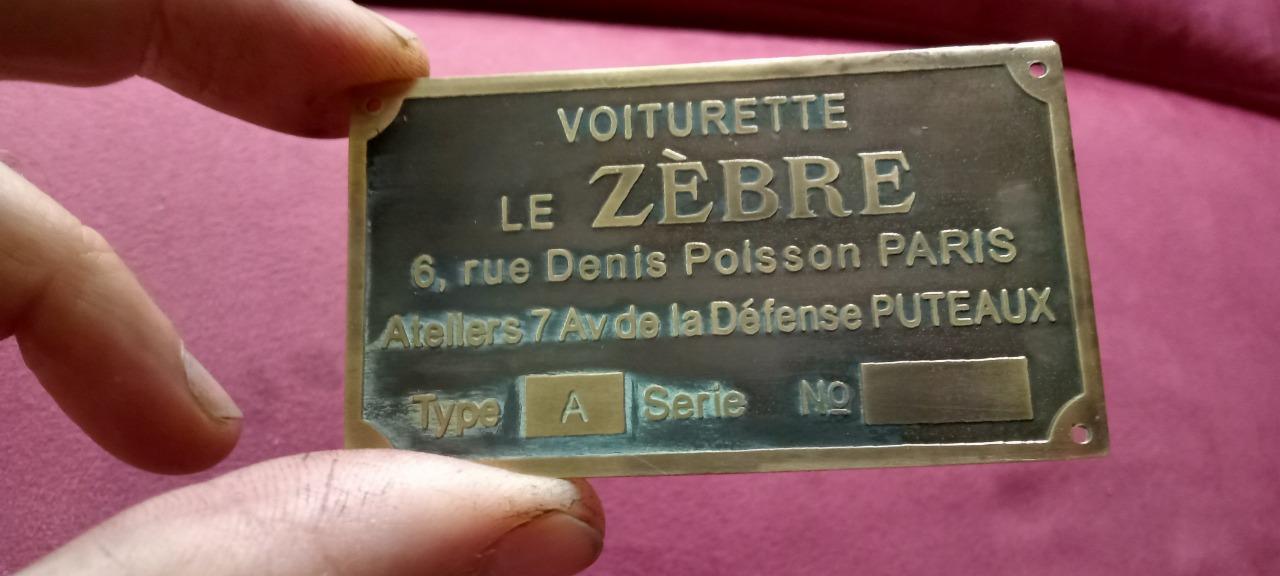 VOITURETTE
LE ZÈBRE
6, rue Denis Poisson PARIS
Ateliers 7 Av de la Défense PUTEAUX
Type A Serie No